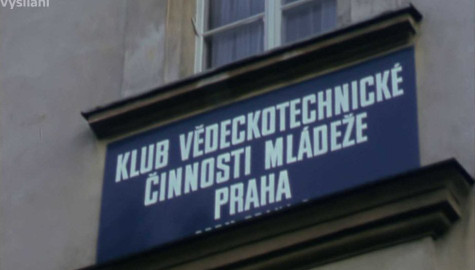 Vysílání
KLUB VĚDECKOTECHNICKÉ
ČINNOSTI MLÁDEŽE
PRAHA